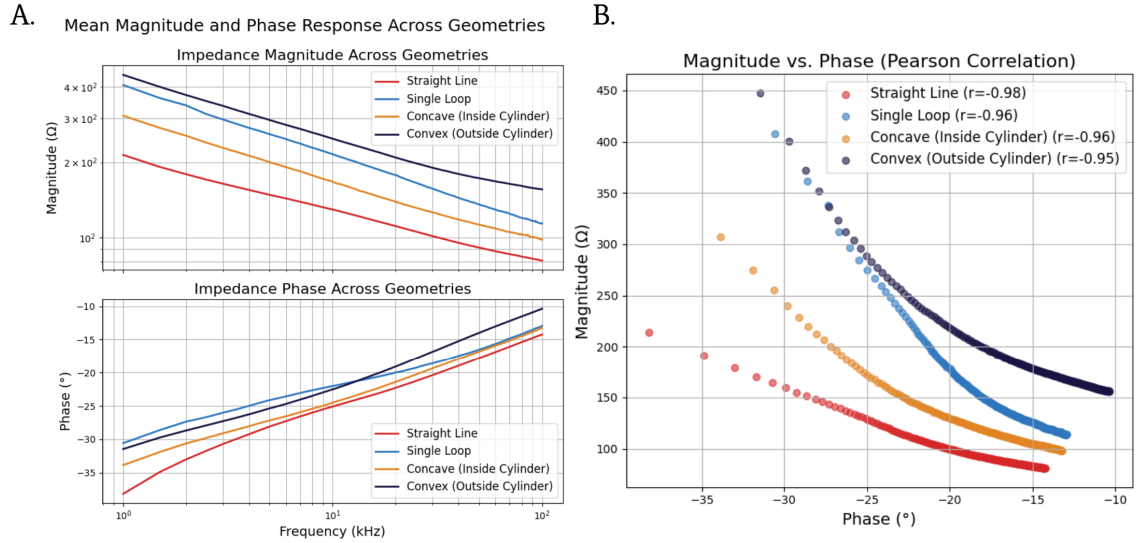 A.
Mean Magnitude and Phase Response Across Geometries
Impedance Magnitude Across Geometries
Magnitude (Ω)
4 × 10²
3 × 10²
2 × 10²
10²
Straight Line
Single Loop
Concave (Inside Cylinder)
Convex (Outside Cylinder)
Impedance Phase Across Geometries
Phase (°)
−10
−15
−20
−25
−30
−35
Straight Line
Single Loop
Concave (Inside Cylinder)
Convex (Outside Cylinder)
10⁰
10¹
10²
Frequency (kHz)
B.
Magnitude vs. Phase (Pearson Correlation)
Magnitude (Ω)
450
400
350
300
250
200
150
100
Straight Line (r=-0.98)
Single Loop (r=-0.96)
Concave (Inside Cylinder) (r=-0.96)
Convex (Outside Cylinder) (r=-0.95)
−35
−30
−25
−20
−15
−10
Phase (°)